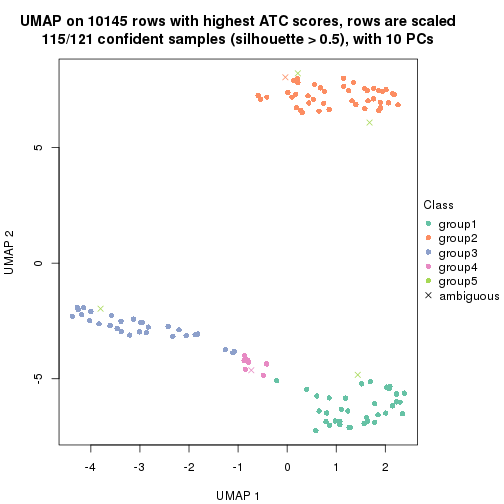 UMAP on 10145 rows with highest ATC scores, rows are scaled
115/121 confident samples (silhouette > 0.5), with 10 PCs
5
0
-5
UMAP 2
-4
-3
-2
-1
0
1
2
UMAP 1
Class
group1
group2
group3
group4
group5
ambiguous